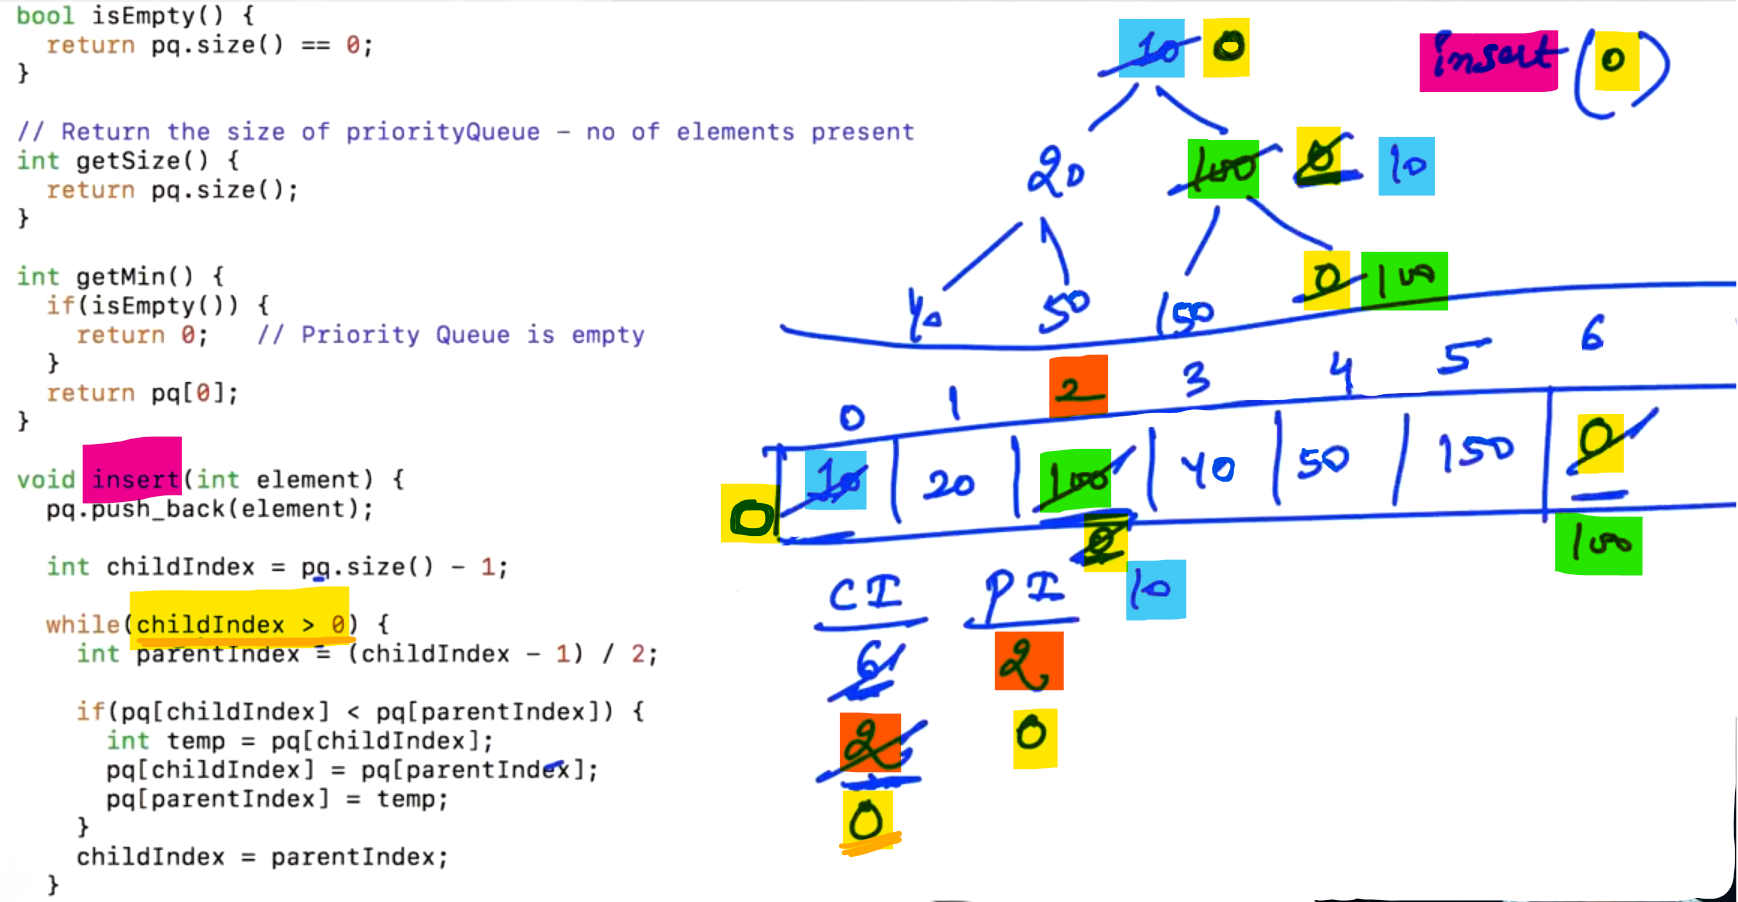 bool isEmpty() {
return pq.size() == 0;
}
// Return the size of priorityQueue – no of elements present
int getSize() {
return pq.size();
}
int getMin() {
if(isEmpty()) {
return 0; // Priority Queue is empty
}
return pq[0];
}
void insert(int element) {
pq.push_back(element);
int childIndex = pq.size() - 1;
while(childIndex > 0) {
int parentIndex = (childIndex - 1) / 2;
if(pq[childIndex] < pq[parentIndex]) {
int temp = pq[childIndex];
pq[childIndex] = pq[parentIndex];
pq[parentIndex] = temp;
}
childIndex = parentIndex;
}
10 0
insert (0)
20 100 0 10
40 50 150 0 100
0 1 2 3 4 5 6
0 10 20 100 40 50 150 0
0 10 100
CI PI
6 2
2 0
0